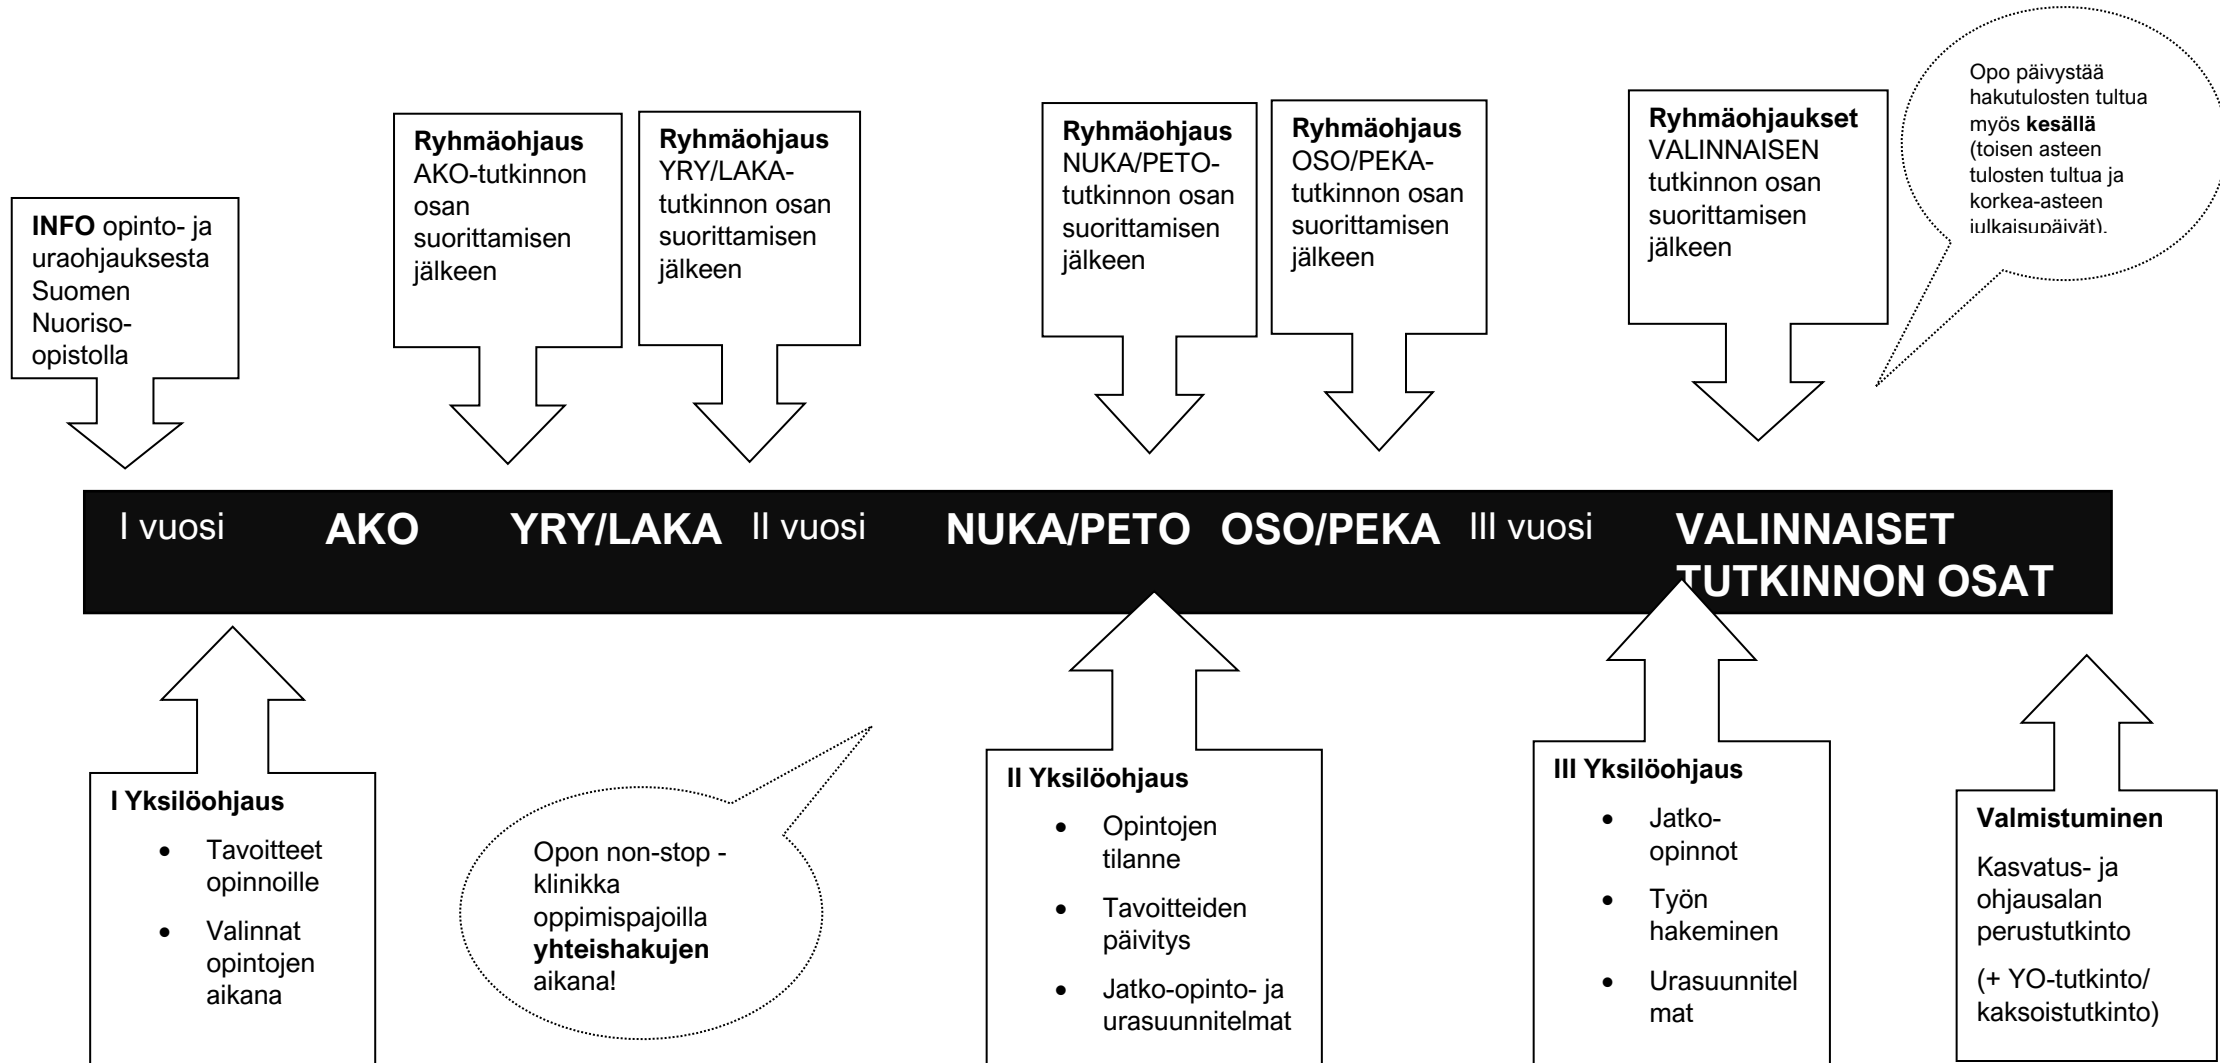 INFO opinto- ja
uraohjauksesta
Suomen
Nuoriso-
opistolla
Ryhmäohjaus
AKO-tutkinnon
osan
suorittamisen
jälkeen
Ryhmäohjaus
YRY/LAKA-
tutkinnon osan
suorittamisen
jälkeen
Ryhmäohjaus
NUKA/PETO-
tutkinnon osan
suorittamisen
jälkeen
Ryhmäohjaus
OSO/PEKA-
tutkinnon osan
suorittamisen
jälkeen
Ryhmäohjaukset
VALINNAISEN
tutkinnon osan
suorittamisen
jälkeen
Opo päivystää
hakutulosten tultua
myös kesällä
(toisen asteen
tulosten tultua ja
korkea-asteen
julkaisupäivät).
I vuosi AKO YRY/LAKA II vuosi NUKA/PETO OSO/PEKA III vuosi VALINNAISET
TUTKINNON OSAT
I Yksilöohjaus
• Tavoitteet
opinnoille
• Valinnat
opintojen
aikana
Opon non-stop -
klinikka
oppimispajoilla
yhteishakujen
aikana!
II Yksilöohjaus
• Opintojen
tilanne
• Tavoitteiden
päivitys
• Jatko-opinto- ja
urasuunnitelmat
III Yksilöohjaus
• Jatko-
opinnot
• Työn
hakeminen
• Urasuunnitel
mat
Valmistuminen
Kasvatus- ja
ohjausalan
perustutkinto
(+ YO-tutkinto/
kaksoistutkinto)